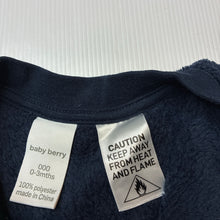 baby berry
000
0-3mths
100% polyester
made in China
CAUTION
KEEP AWAY
FROM HEAT
AND FLAME